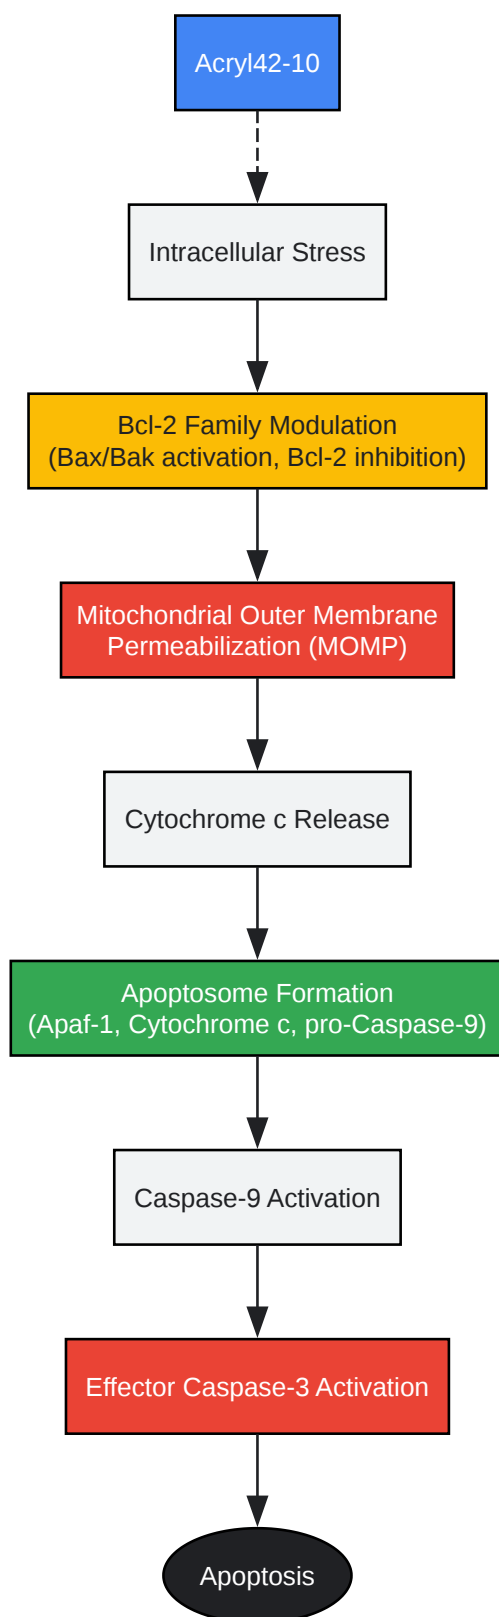 Acryl42-10
Intracellular Stress
Bcl-2 Family Modulation
(Bax/Bak activation, Bcl-2 inhibition)
Mitochondrial Outer Membrane
Permeabilization (MOMP)
Cytochrome c Release
Apoptosome Formation
(Apaf-1, Cytochrome c, pro-Caspase-9)
Caspase-9 Activation
Effector Caspase-3 Activation
Apoptosis